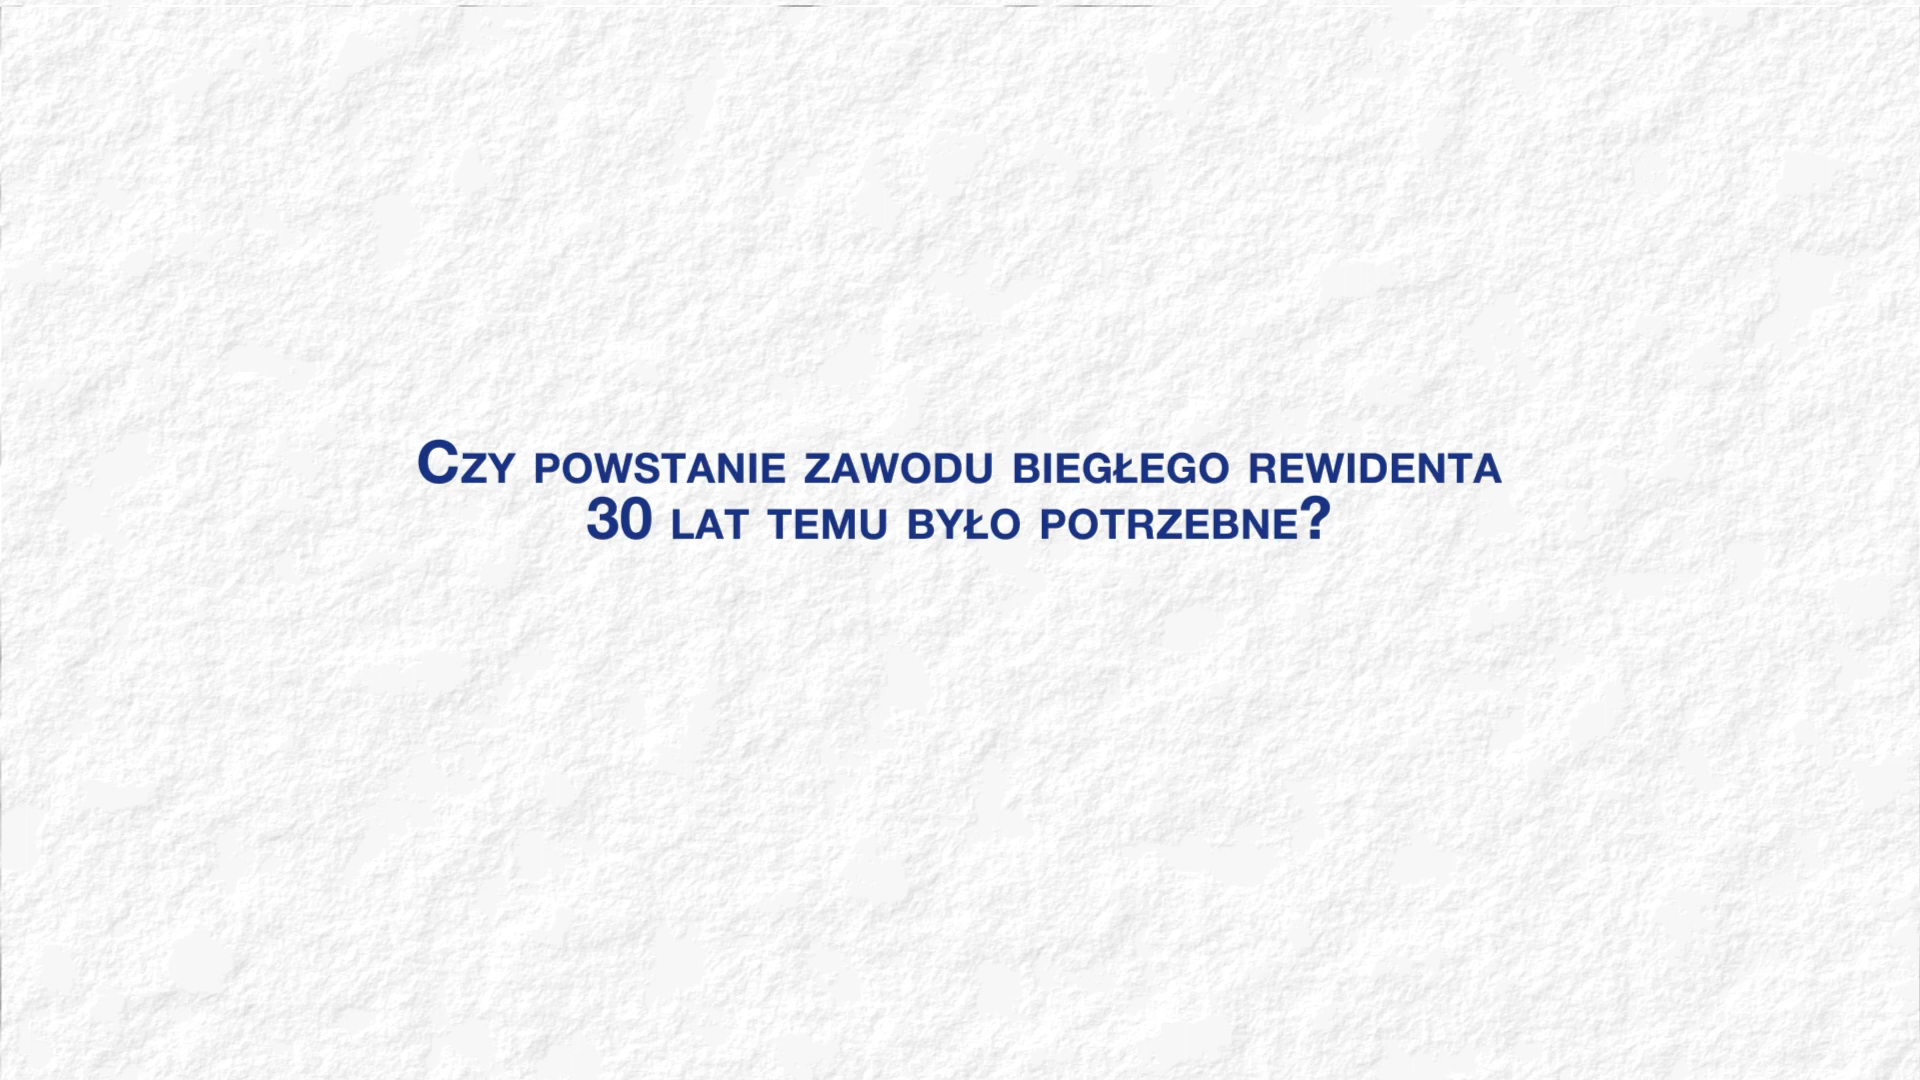 Czy powstanie zawodu biegłego rewidenta
30 lat temu było potrzebne?